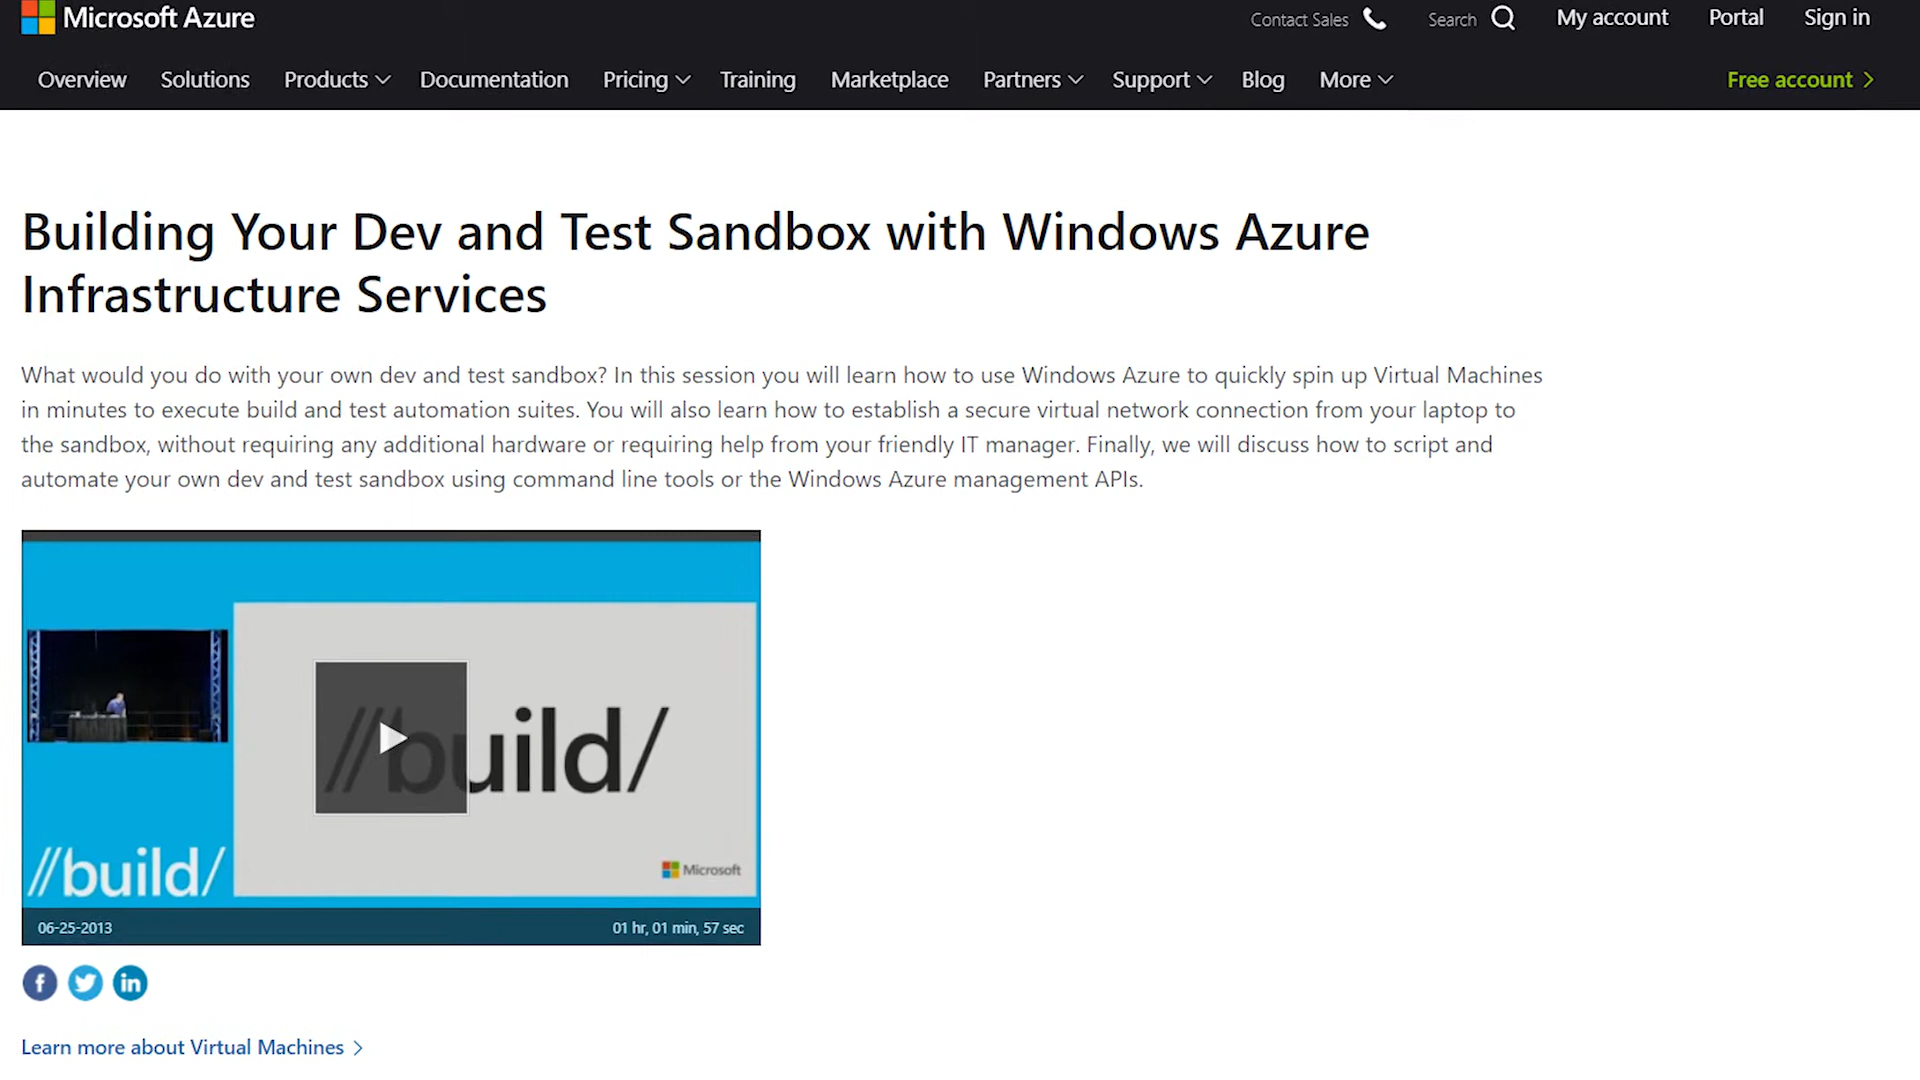 Microsoft Azure
Contact Sales
Search
My account
Portal
Sign in
Overview
Solutions
Products
Documentation
Pricing
Training
Marketplace
Partners
Support
Blog
More
Free account
Building Your Dev and Test Sandbox with Windows Azure
Infrastructure Services
What would you do with your own dev and test sandbox? In this session you will learn how to use Windows Azure to quickly spin up Virtual Machines
in minutes to execute build and test automation suites. You will also learn how to establish a secure virtual network connection from your laptop to
the sandbox, without requiring any additional hardware or requiring help from your friendly IT manager. Finally, we will discuss how to script and
automate your own dev and test sandbox using command line tools or the Windows Azure management APIs.
//build/
Microsoft
//build/
06-25-2013
01 hr, 01 min, 57 sec
f
in
Learn more about Virtual Machines